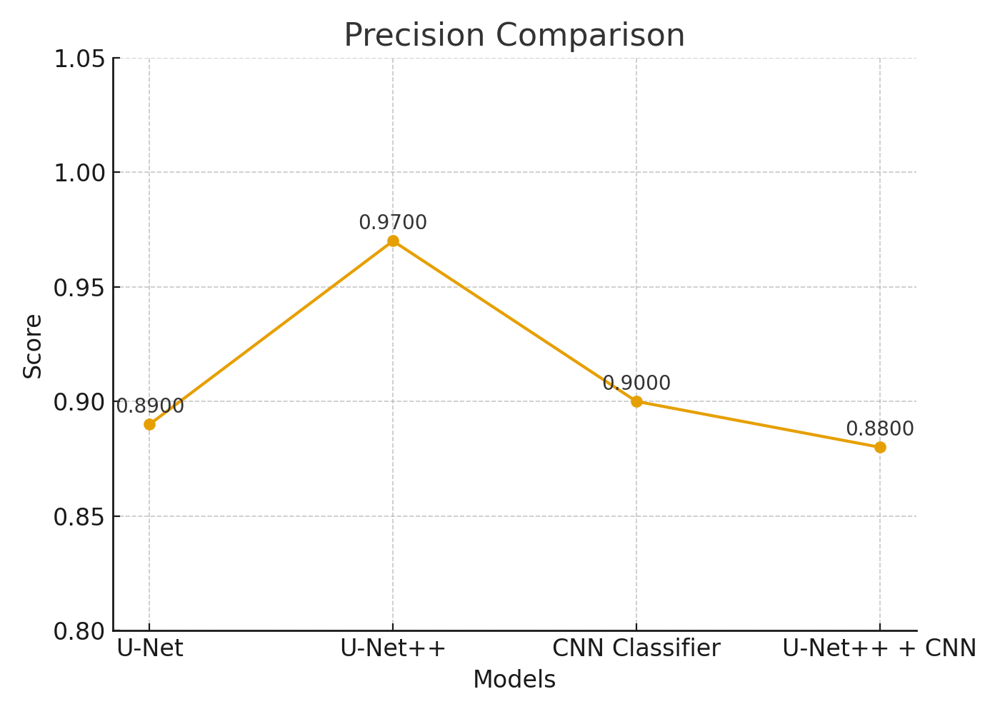 Precision Comparison
1.05
1.00
0.95
0.90
0.85
0.80
Score
0.8900
0.9700
0.9000
0.8800
U-Net
U-Net++
CNN Classifier
U-Net++ + CNN
Models